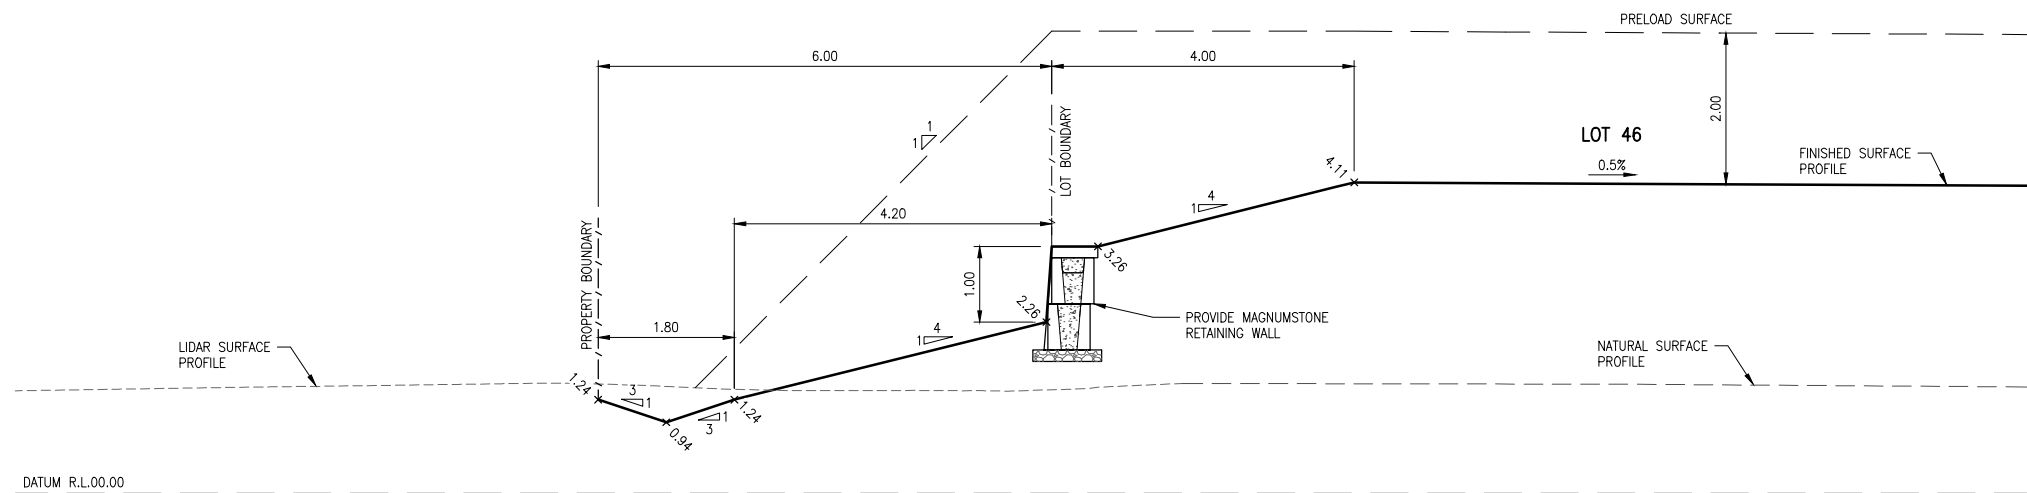 PRELOAD SURFACE
6.00
4.00
2.00
1
1
LOT BOUNDARY
LOT 46
0.5%
FINISHED SURFACE
PROFILE
4.11
4
1
4.20
PROPERTY BOUNDARY
3.26
1.00
2.26
PROVIDE MAGNUMSTONE
RETAINING WALL
1.80
4
1
LIDAR SURFACE
PROFILE
NATURAL SURFACE
PROFILE
1.24
3
1
1.24
1
3
0.94
DATUM R.L.00.00